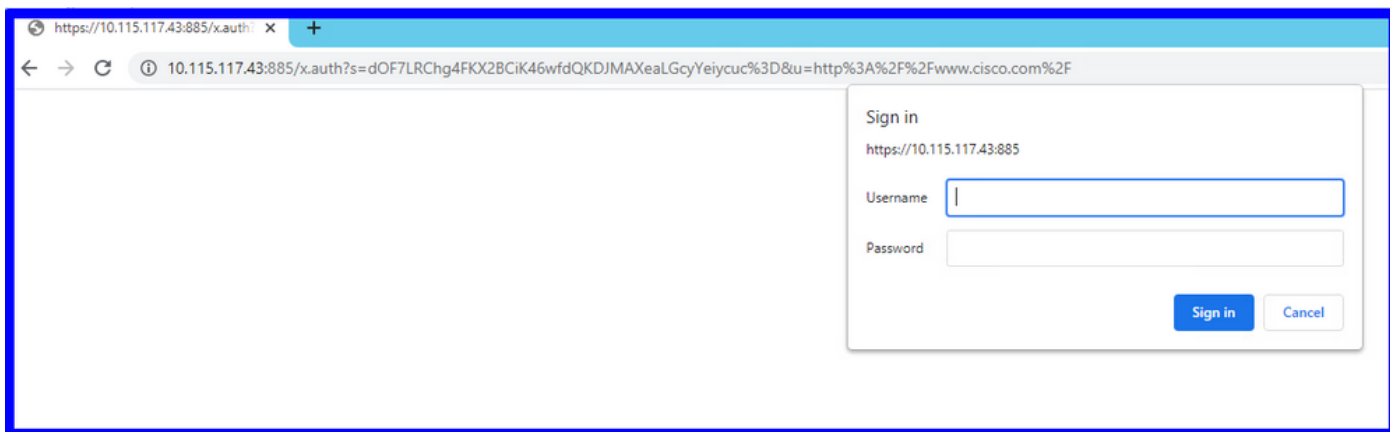 https://10.115.117.43:885/x.auth?
10.115.117.43:885/x.auth?s=dOF7LRChg4FKX2BCiK46wfdQKDJMAXeaLGcyYeiycuc%3D&u=http%3A%2F%2Fwww.cisco.com%2F
Sign in
https://10.115.117.43:885
Username
Password
Sign in Cancel